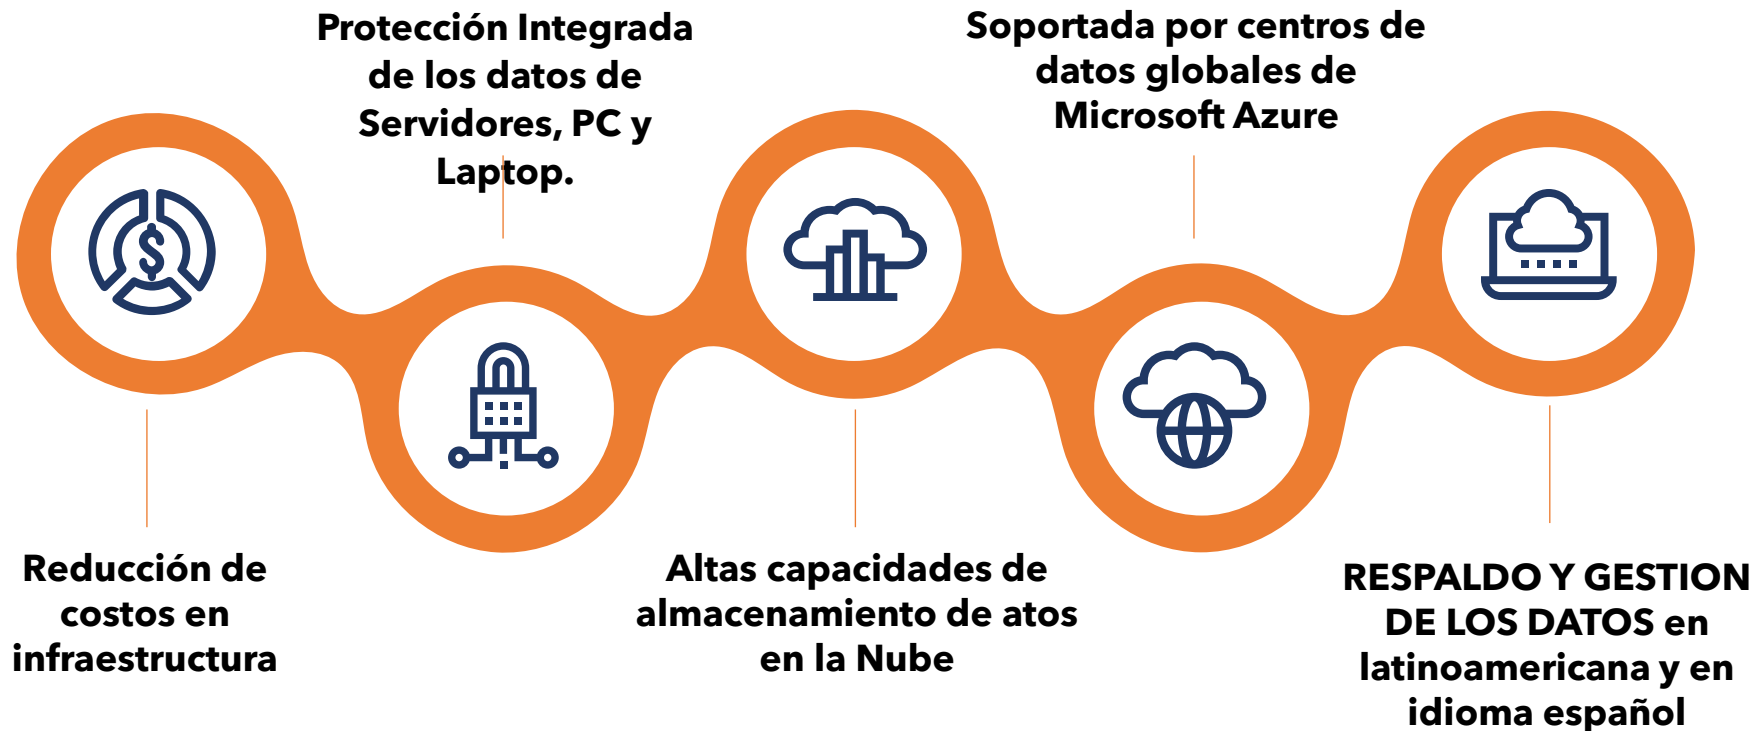 Protección Integrada
de los datos de
Servidores, PC y
Laptop.
Soportada por centros de
datos globales de
Microsoft Azure
$
Reducción de
costos en
infraestructura
Altas capacidades de
almacenamiento de atos
en la Nube
RESPALDO Y GESTION
DE LOS DATOS en
latinoamericana y en
idioma español